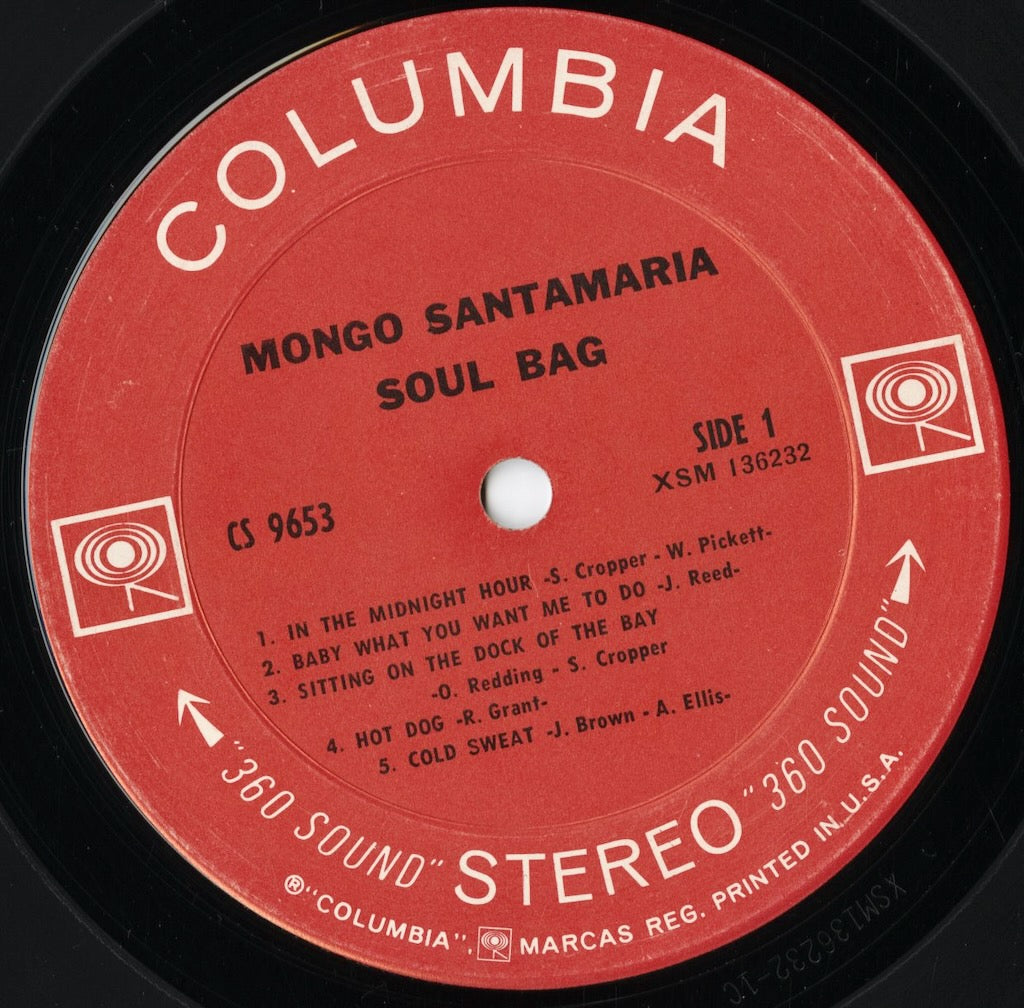 COLUMBIA
MONGO SANTAMARIA
SOUL BAG
SIDE 1
XSM 136232
CS 9653
1. IN THE MIDNIGHT HOUR -S. Cropper - W. Pickett-
2. BABY WHAT YOU WANT ME TO DO -J. Reed-
3. SITTING ON THE DOCK OF THE BAY
-O. Redding - S. Cropper
4. HOT DOG -R. Grant-
5. COLD SWEAT -J. Brown - A. Ellis-
"360 SOUND" STEREO "360 SOUND"
®"COLUMBIA", MARCAS REG. PRINTED IN U.S.A.
XSM136232-1C